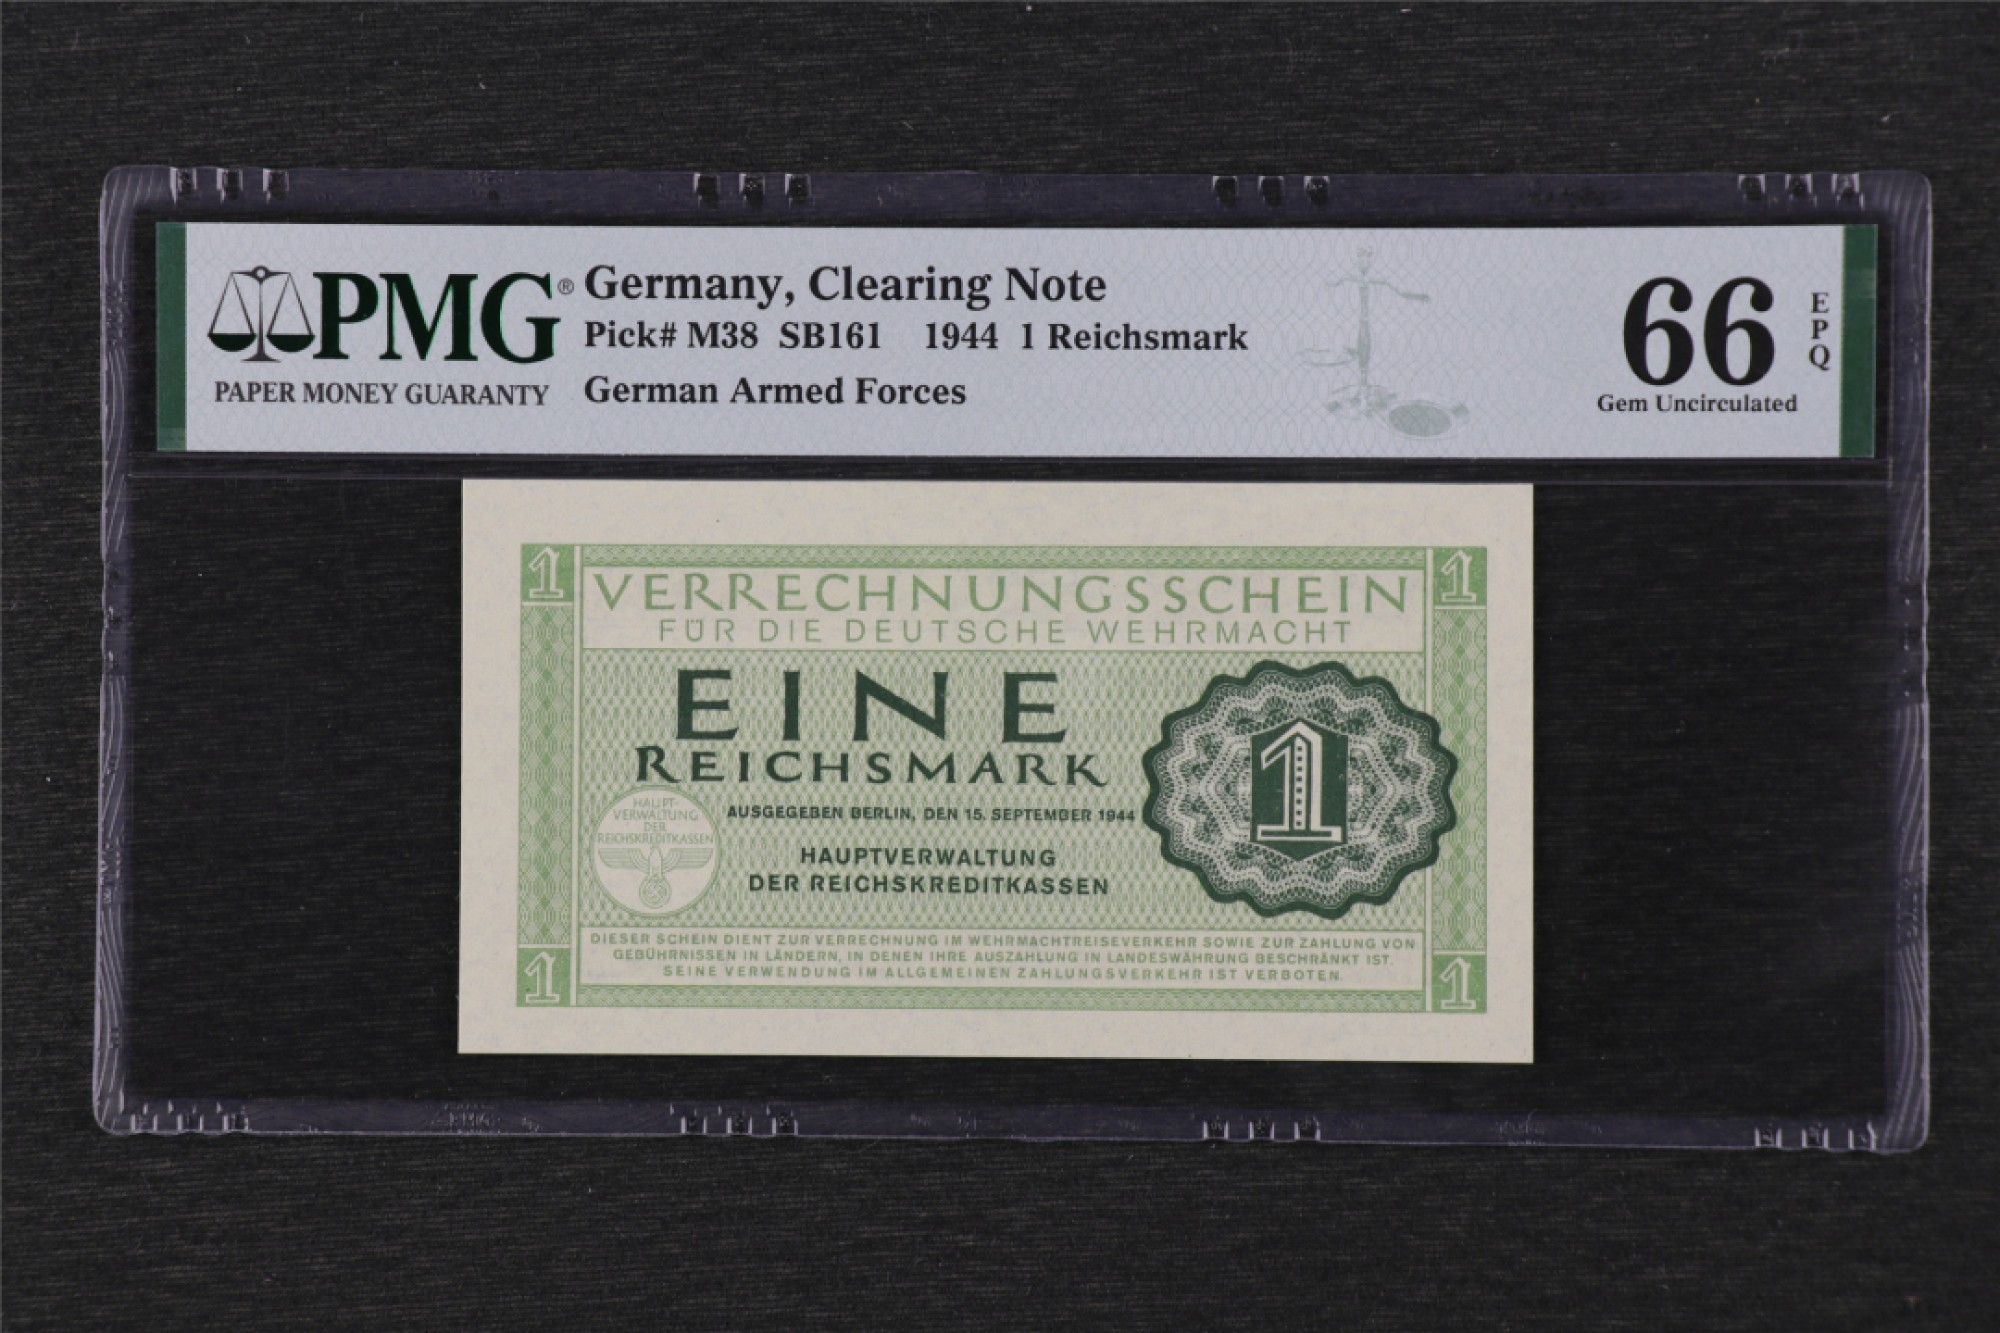 PMG®
PAPER MONEY GUARANTY
Germany, Clearing Note
Pick# M38 SB161 1944 1 Reichsmark
German Armed Forces
66
EPQ
Gem Uncirculated
1
1
VERRECHNUNGSSCHEIN
FÜR DIE DEUTSCHE WEHRMACHT
EINE
REICHSMARK
1
AUSGEGEBEN BERLIN, DEN 15. SEPTEMBER 1944
HAUPTVERWALTUNG
DER REICHSKREDITKASSEN
HAUPT-
VERWALTUNG
DER
REICHSKREDITKASSEN
DIESER SCHEIN DIENT ZUR VERRECHNUNG IM WEHRMACHTREISEVERKEHR SOWIE ZUR ZAHLUNG VON
GEBÜHRNISSEN IN LÄNDERN, IN DENEN IHRE AUSZAHLUNG IN LANDESWÄHRUNG BESCHRÄNKT IST.
SEINE VERWENDUNG IM ALLGEMEINEN ZAHLUNGSVERKEHR IST VERBOTEN.
1
1